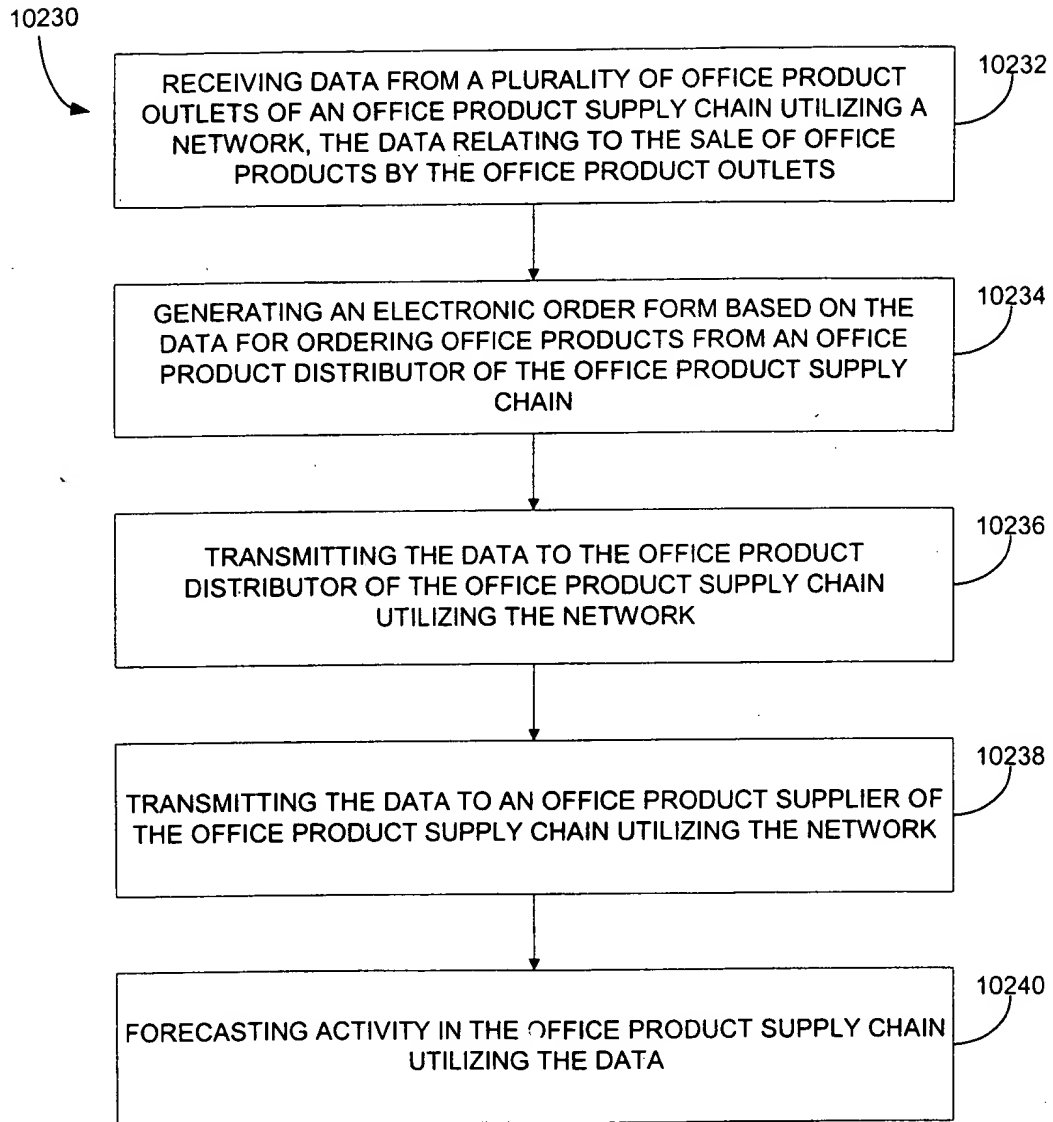 10230
RECEIVING DATA FROM A PLURALITY OF OFFICE PRODUCT
OUTLETS OF AN OFFICE PRODUCT SUPPLY CHAIN UTILIZING A
NETWORK, THE DATA RELATING TO THE SALE OF OFFICE
PRODUCTS BY THE OFFICE PRODUCT OUTLETS
10232
GENERATING AN ELECTRONIC ORDER FORM BASED ON THE
DATA FOR ORDERING OFFICE PRODUCTS FROM AN OFFICE
PRODUCT DISTRIBUTOR OF THE OFFICE PRODUCT SUPPLY
CHAIN
10234
TRANSMITTING THE DATA TO THE OFFICE PRODUCT
DISTRIBUTOR OF THE OFFICE PRODUCT SUPPLY CHAIN
UTILIZING THE NETWORK
10236
TRANSMITTING THE DATA TO AN OFFICE PRODUCT SUPPLIER OF
THE OFFICE PRODUCT SUPPLY CHAIN UTILIZING THE NETWORK
10238
FORECASTING ACTIVITY IN THE OFFICE PRODUCT SUPPLY CHAIN
UTILIZING THE DATA
10240